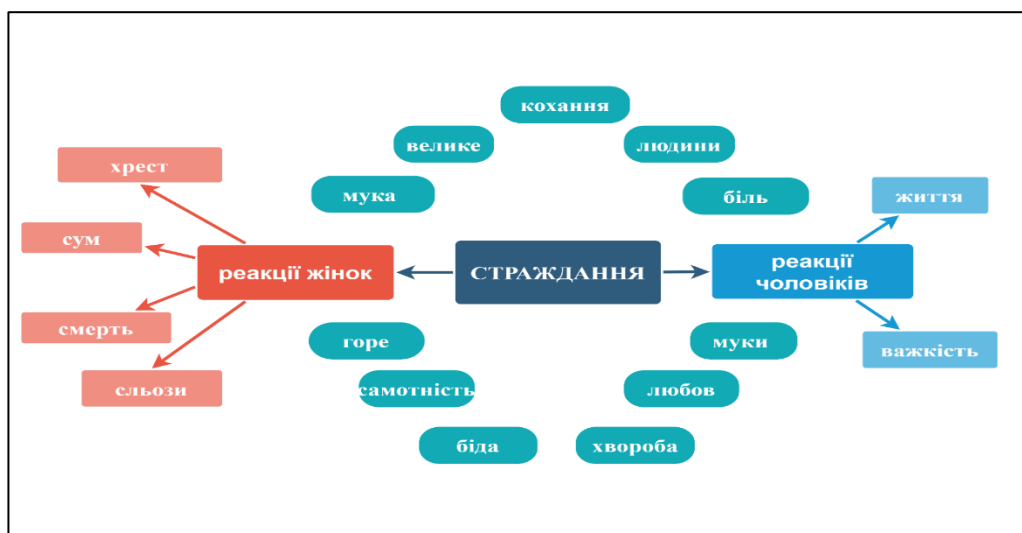 кохання
велике
людини
хрест
мука
біль
життя
сум
реакції жінок
СТРАЖДАННЯ
реакції
чоловіків
смерть
горе
муки
важкість
сльози
самотність
любов
біда
хвороба